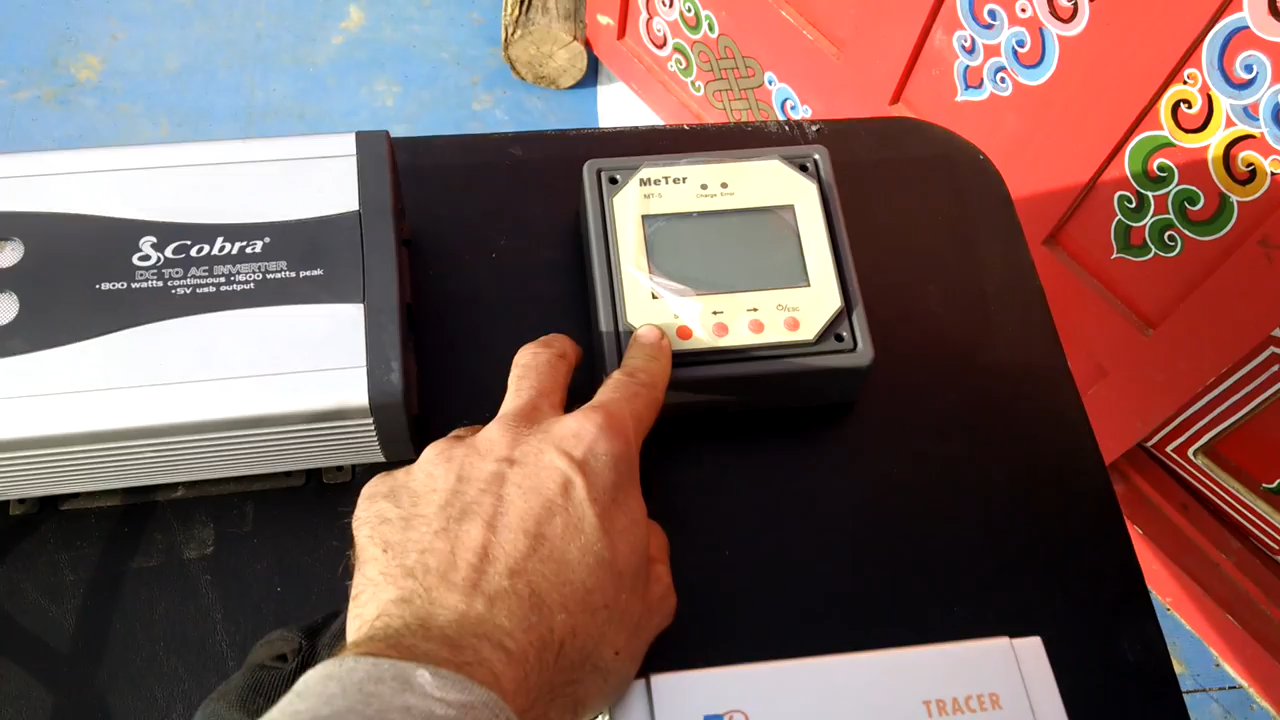 Cobra®
DC TO AC INVERTER
•800 watts continuous •1600 watts peak
•5V usb output
MeTer
MT-5
Charge Error
← → ⏻/ESC
TRACER